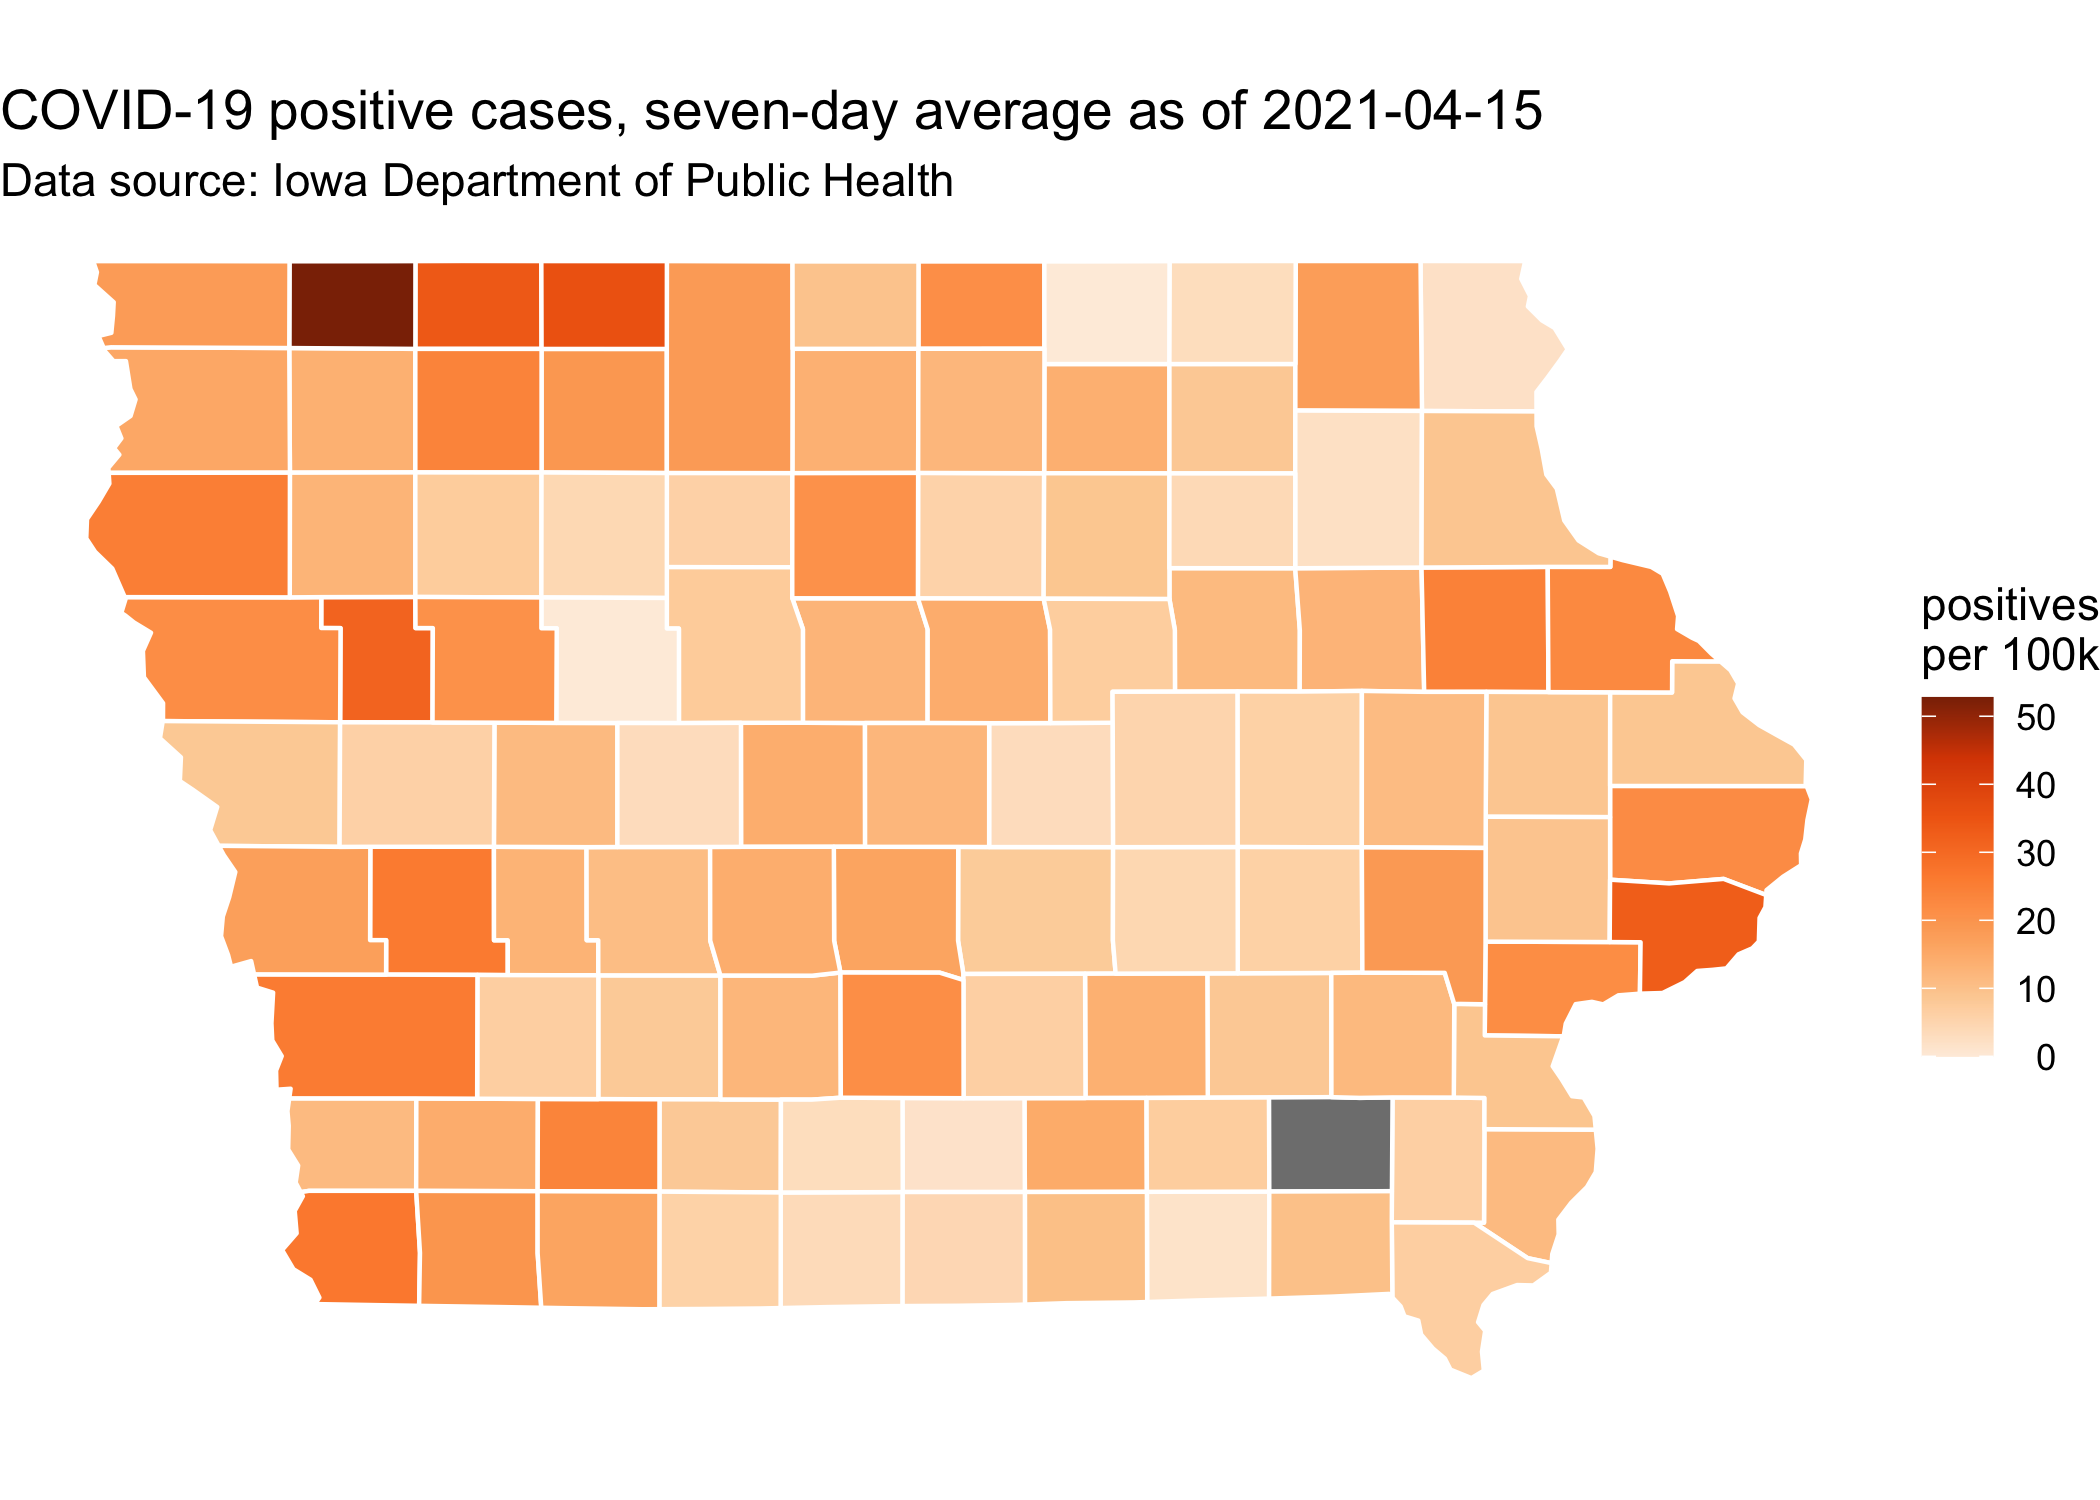 COVID-19 positive cases, seven-day average as of 2021-04-15
Data source: Iowa Department of Public Health
positives
per 100k
50
40
30
20
10
0